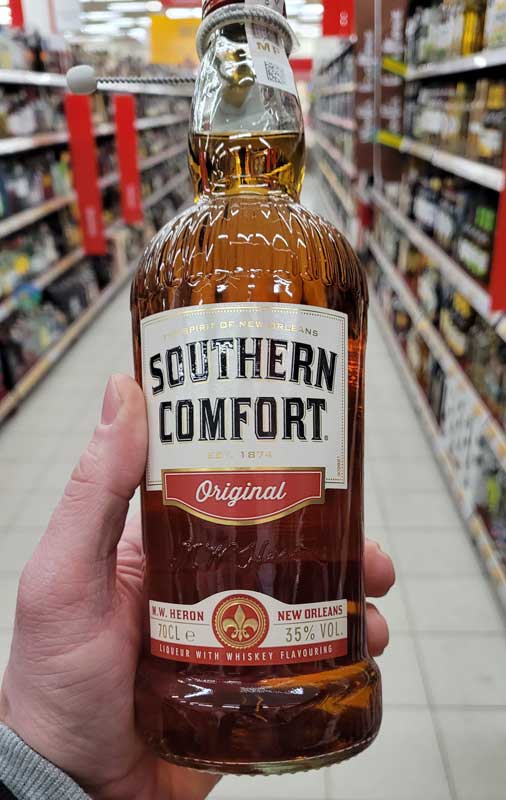 THE SPIRIT OF NEW ORLEANS
SOUTHERN
COMFORT
EST. 1874
Original
M.W. HERON NEW ORLEANS
70CL e 35% VOL.
LIQUEUR WITH WHISKEY FLAVOURING